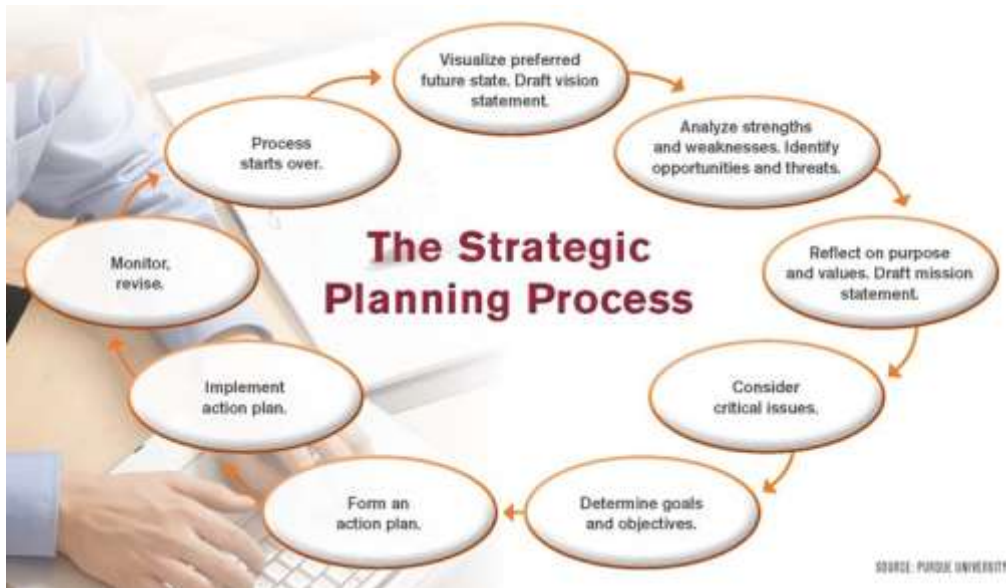 The Strategic
Planning Process
Visualize preferred
future state. Draft vision
statement.
Analyze strengths
and weaknesses. Identify
opportunities and threats.
Reflect on purpose
and values. Draft mission
statement.
Consider
critical issues.
Determine goals
and objectives.
Form an
action plan.
Implement
action plan.
Monitor,
revise.
Process
starts over.
SOURCE: PURDUE UNIVERSITY